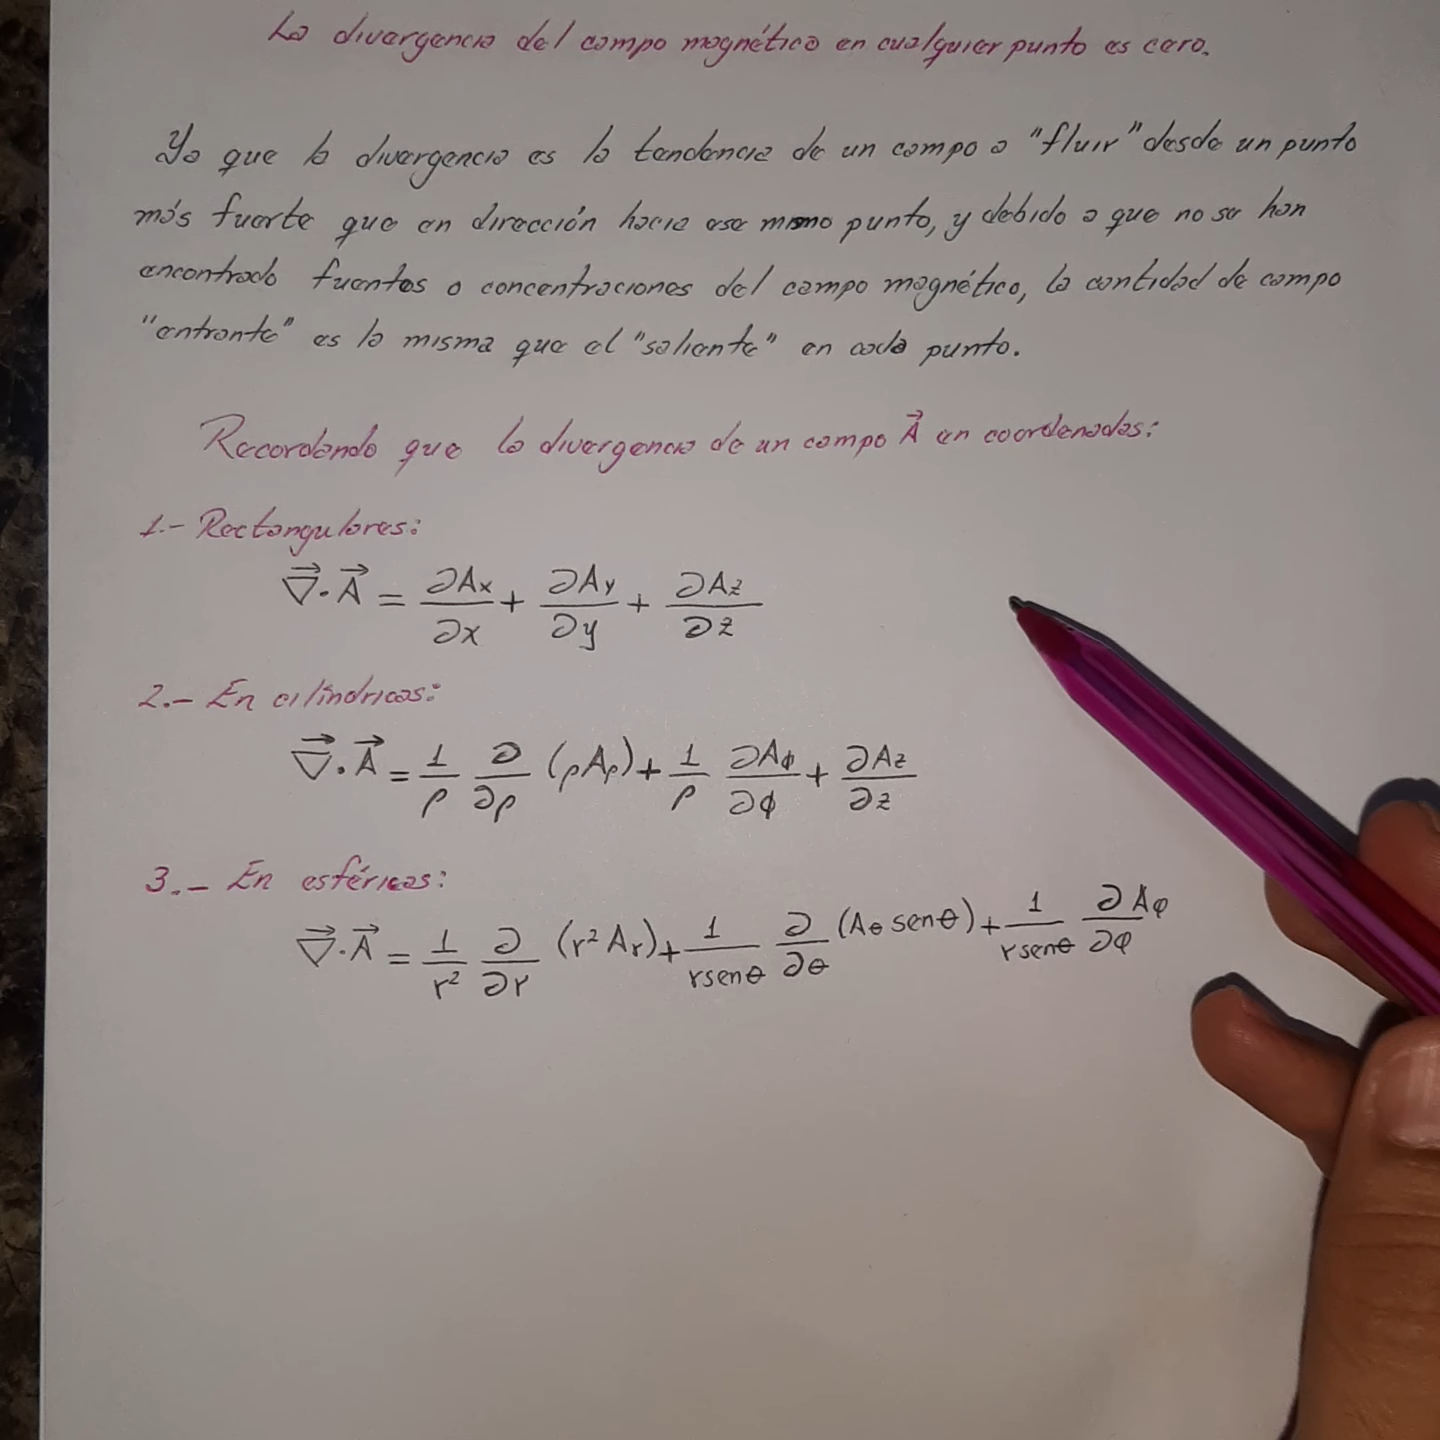 La divergencia del campo magnético en cualquier punto es cero.
Ya que la divergencia es la tendencia de un campo a "fluir" desde un punto
más fuerte que en dirección hacia ese mismo punto, y debido a que no se han
encontrado fuentes o concentraciones del campo magnético, la cantidad de campo
"entrante" es la misma que el "saliente" en cada punto.
Recordando que la divergencia de un campo A⃗ en coordenadas:
1.- Rectangulares:
∇⃗·A⃗ = ∂Ax/∂x + ∂Ay/∂y + ∂Az/∂z
2.- En cilíndricas:
∇⃗·A⃗ = 1/ρ ∂/∂ρ (ρAρ) + 1/ρ ∂Aϕ/∂ϕ + ∂Az/∂z
3.- En esféricas:
∇⃗·A⃗ = 1/r² ∂/∂r (r² Ar) + 1/rsenθ ∂/∂θ (Aθ senθ) + 1/rsenθ ∂Aφ/∂φ